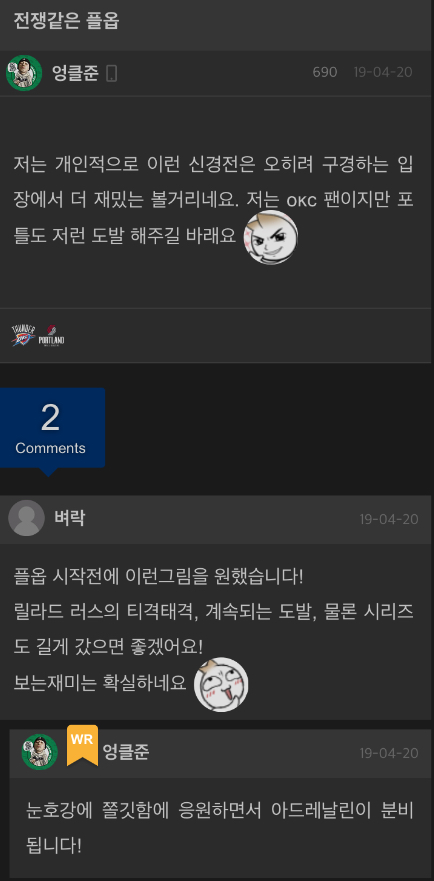 전쟁같은 플옵
엉클준
690 19-04-20
저는 개인적으로 이런 신경전은 오히려 구경하는 입
장에서 더 재밌는 볼거리네요. 저는 okc 팬이지만 포
틀도 저런 도발 해주길 바래요
THUNDER
PORTLAND
2
Comments
벼락
19-04-20
플옵 시작전에 이런그림을 원했습니다!
릴라드 러스의 티격태격, 계속되는 도발, 물론 시리즈
도 길게 갔으면 좋겠어요!
보는재미는 확실하네요
WR
엉클준
19-04-20
눈호강에 쫄깃함에 응원하면서 아드레날린이 분비
됩니다!